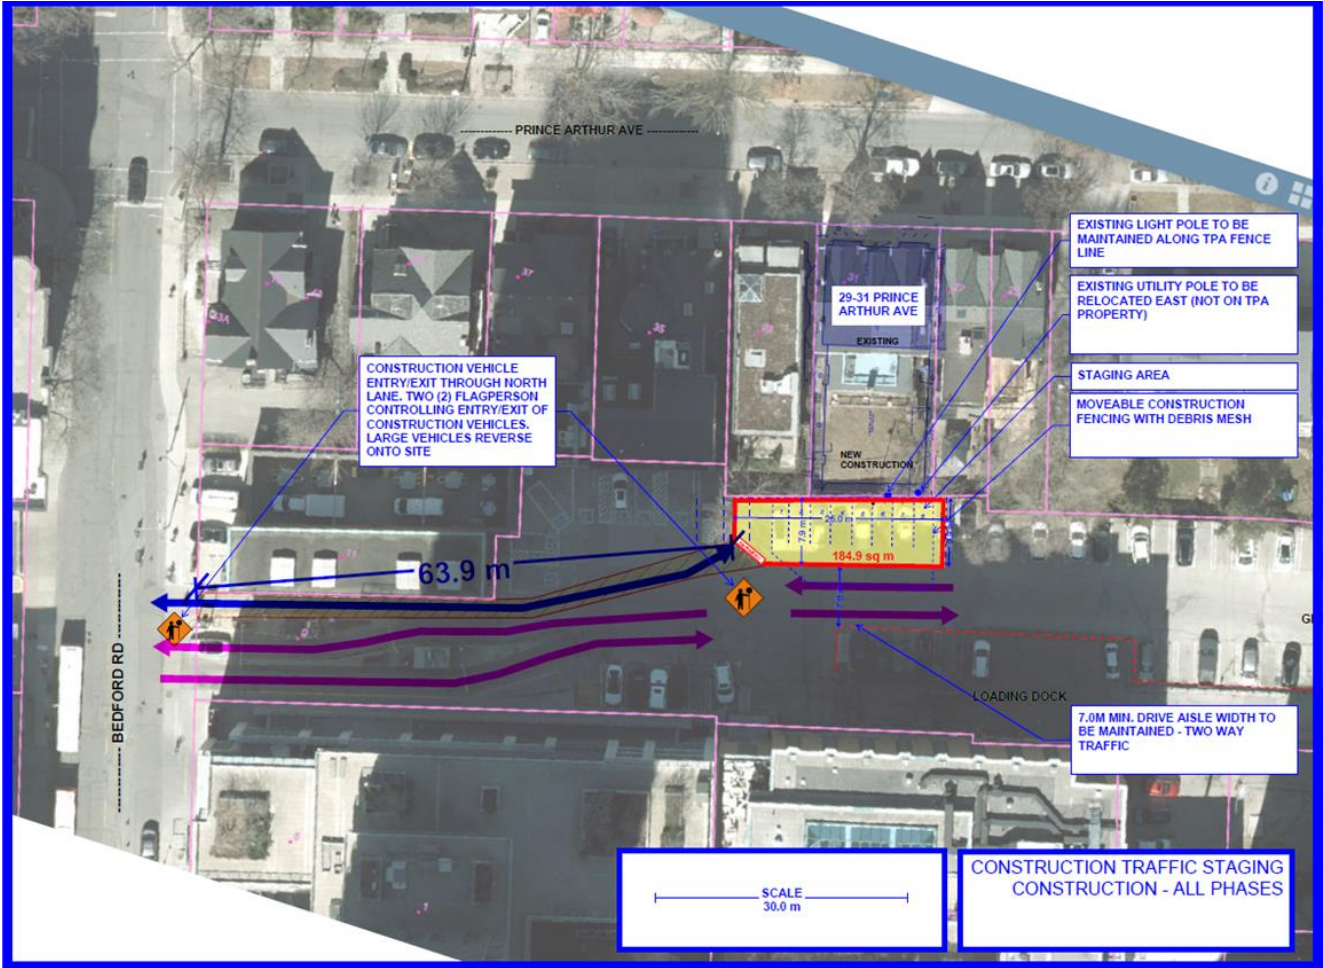 ------------- PRINCE ARTHUR AVE -------------
EXISTING LIGHT POLE TO BE
MAINTAINED ALONG TPA FENCE
LINE
EXISTING UTILITY POLE TO BE
RELOCATED EAST (NOT ON TPA
PROPERTY)
STAGING AREA
MOVEABLE CONSTRUCTION
FENCING WITH DEBRIS MESH
37
35
31
29-31 PRINCE
ARTHUR AVE
EXISTING
NEW
CONSTRUCTION
CONSTRUCTION VEHICLE
ENTRY/EXIT THROUGH NORTH
LANE. TWO (2) FLAGPERSON
CONTROLLING ENTRY/EXIT OF
CONSTRUCTION VEHICLES.
LARGE VEHICLES REVERSE
ONTO SITE
7.9 m
184.9 sq m
63.9 m
BEDFORD RD
LOADING DOCK
7.0M MIN. DRIVE AISLE WIDTH TO
BE MAINTAINED - TWO WAY
TRAFFIC
SCALE
30.0 m
CONSTRUCTION TRAFFIC STAGING
CONSTRUCTION - ALL PHASES